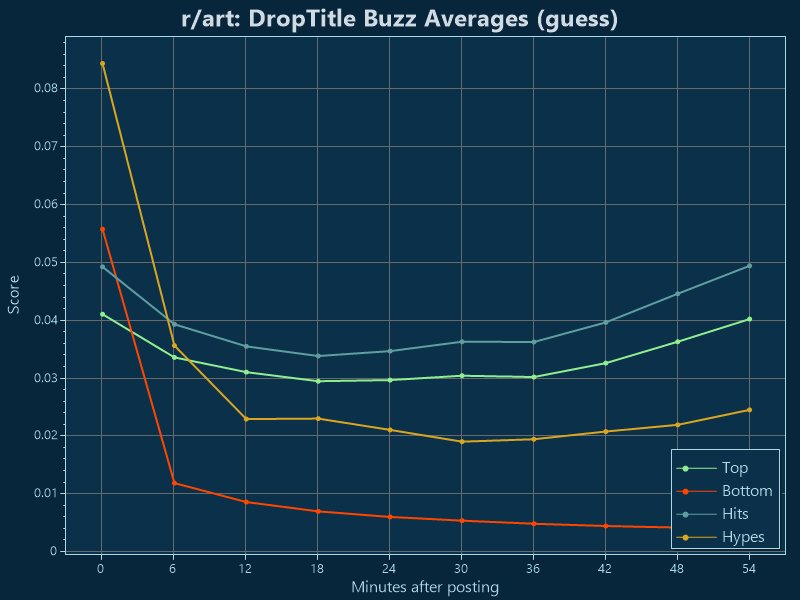 r/art: DropTitle Buzz Averages (guess)
0.08
0.07
0.06
0.05
0.04
0.03
0.02
0.01
0
Score
0 6 12 18 24 30 36 42 48 54
Minutes after posting
Top
Bottom
Hits
Hypes